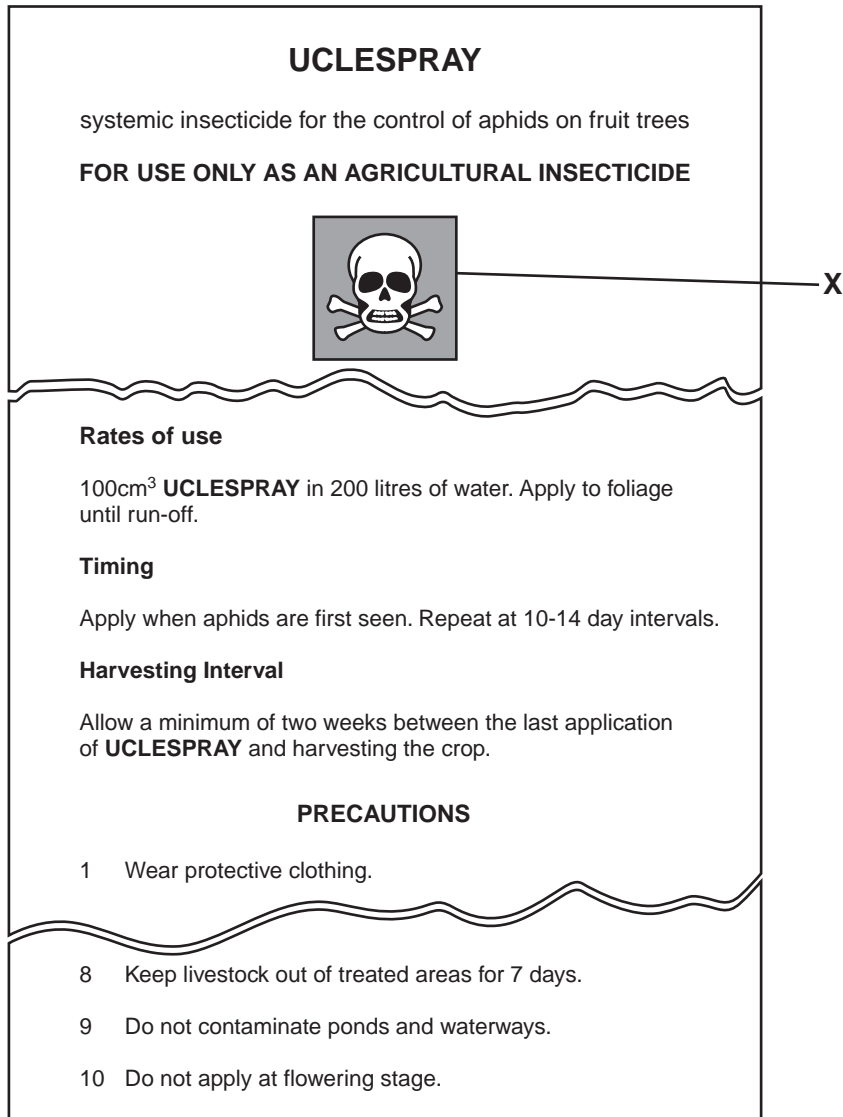 UCLESPRAY
systemic insecticide for the control of aphids on fruit trees
FOR USE ONLY AS AN AGRICULTURAL INSECTICIDE
X
Rates of use
100cm³ UCLESPRAY in 200 litres of water. Apply to foliage
until run-off.
Timing
Apply when aphids are first seen. Repeat at 10-14 day intervals.
Harvesting Interval
Allow a minimum of two weeks between the last application
of UCLESPRAY and harvesting the crop.
PRECAUTIONS
1 Wear protective clothing.
8 Keep livestock out of treated areas for 7 days.
9 Do not contaminate ponds and waterways.
10 Do not apply at flowering stage.